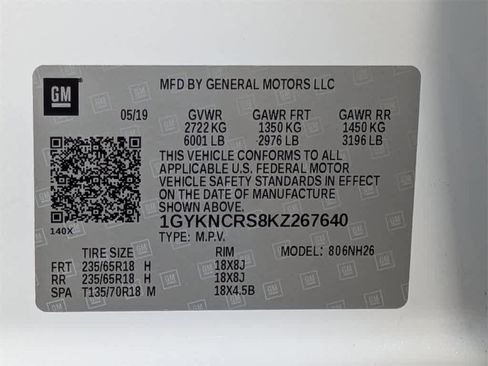 GM
MFD BY GENERAL MOTORS LLC
05/19 GVWR GAWR FRT GAWR RR
2722 KG 1350 KG 1450 KG
6001 LB 2976 LB 3196 LB
THIS VEHICLE CONFORMS TO ALL
APPLICABLE U.S. FEDERAL MOTOR
VEHICLE SAFETY STANDARDS IN EFFECT
ON THE DATE OF MANUFACTURE
SHOWN ABOVE.
140X 1GYKNCRS8KZ267640
TYPE: M.P.V.
TIRE SIZE RIM MODEL: 806NH26
FRT 235/65R18 H 18X8J
RR 235/65R18 H 18X8J
SPA T135/70R18 M 18X4.5B